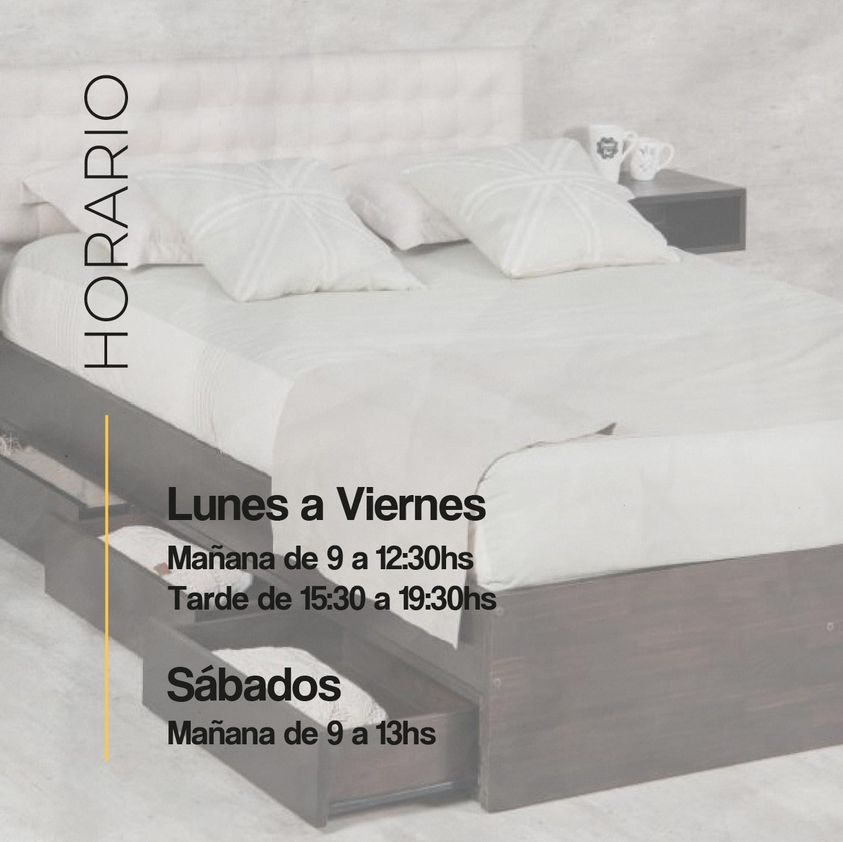 HORARIO
Lunes a Viernes
Mañana de 9 a 12:30hs
Tarde de 15:30 a 19:30hs
Sábados
Mañana de 9 a 13hs